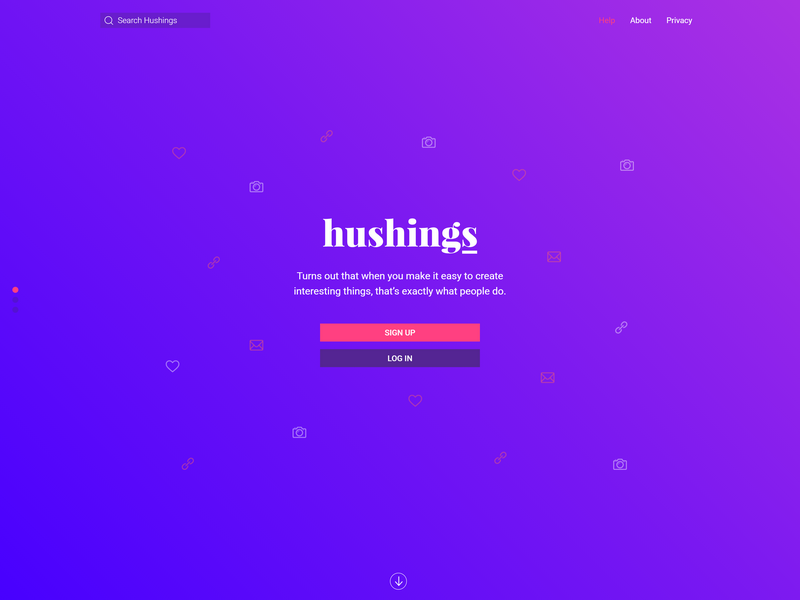 Search Hushings
Help
About
Privacy
hushings
Turns out that when you make it easy to create
interesting things, that's exactly what people do.
SIGN UP
LOG IN